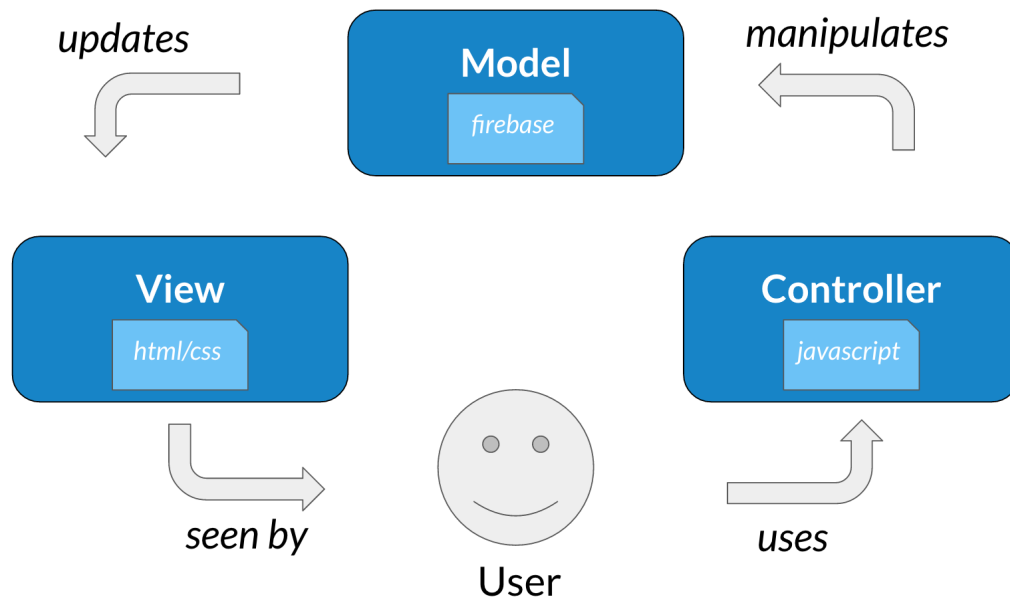 updates
Model
manipulates
firebase
View
Controller
html/css
javascript
seen by
uses
User